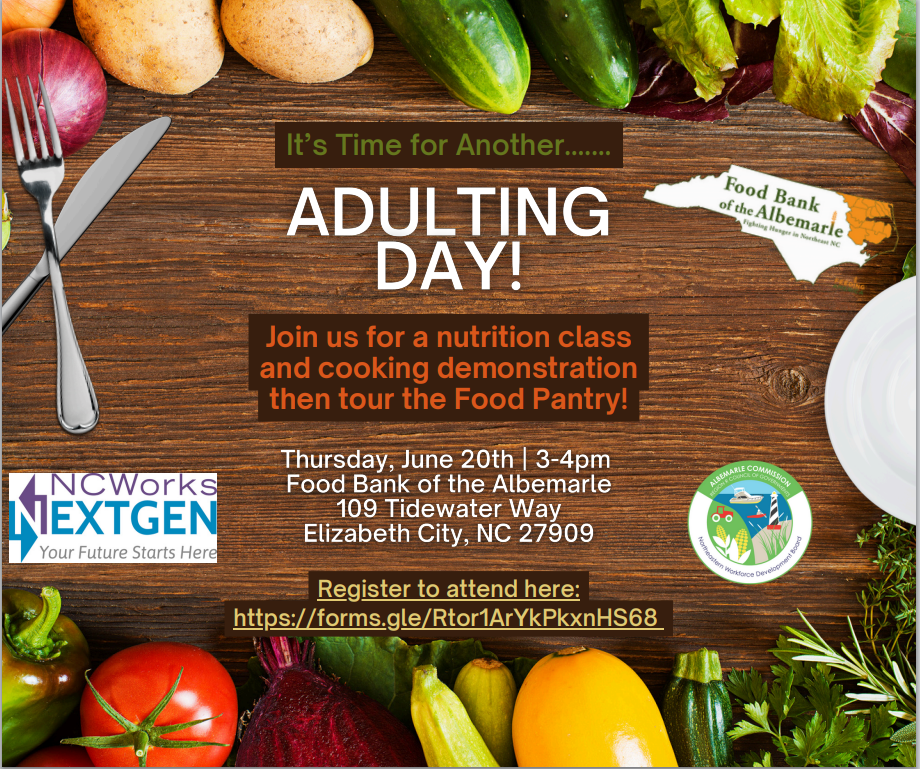 It's Time for Another.......
ADULTING
DAY!
Food Bank
of the Albemarle
Fighting Hunger in Northeast NC
Join us for a nutrition class
and cooking demonstration
then tour the Food Pantry!
Thursday, June 20th | 3-4pm
Food Bank of the Albemarle
109 Tidewater Way
Elizabeth City, NC 27909
NCWorks
NEXTGEN
Your Future Starts Here
ALBEMARLE COMMISSION
Northeastern Workforce Development Board
Register to attend here:
https://forms.gle/Rtor1ArYkPkxnHS68